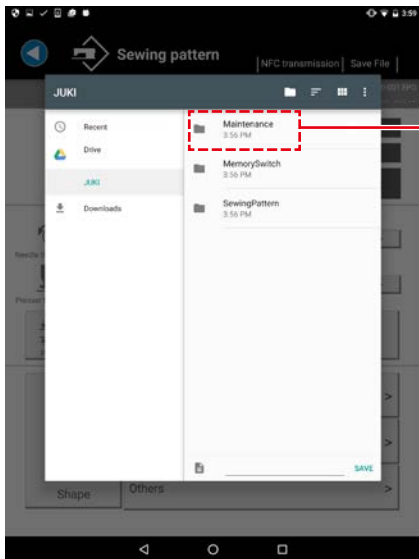 3:59
Sewing pattern
NFC transmission
Save File
JUKI
Recent
Drive
JUKI
Downloads
Maintenance
3:56 PM
MemorySwitch
3:56 PM
SewingPattern
3:56 PM
SAVE
Shape
Others
>
>
>